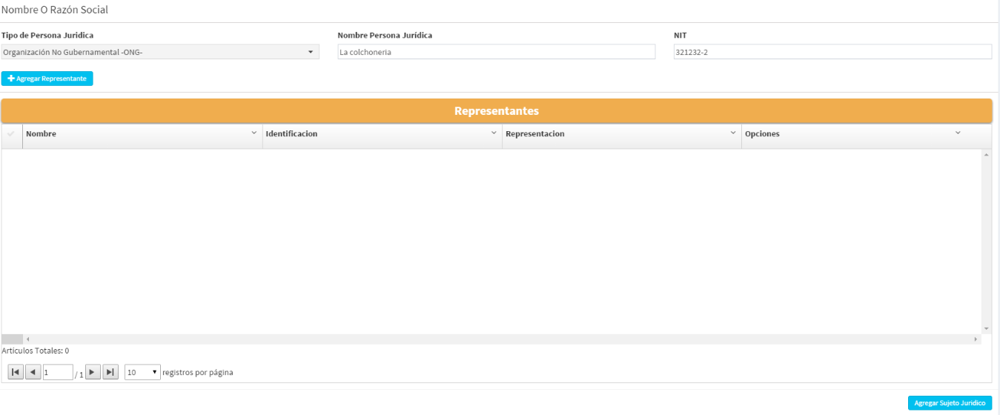 Nombre O Razón Social
Tipo de Persona Juridica
Nombre Persona Jurídica
NIT
Organización No Gubernamental -ONG-
La colchoneria
321232-2
Agregar Representante
Representantes
Nombre
Identificacion
Representacion
Opciones
Artículos Totales: 0
1 / 1 10 registros por página
Agregar Sujeto Juridico